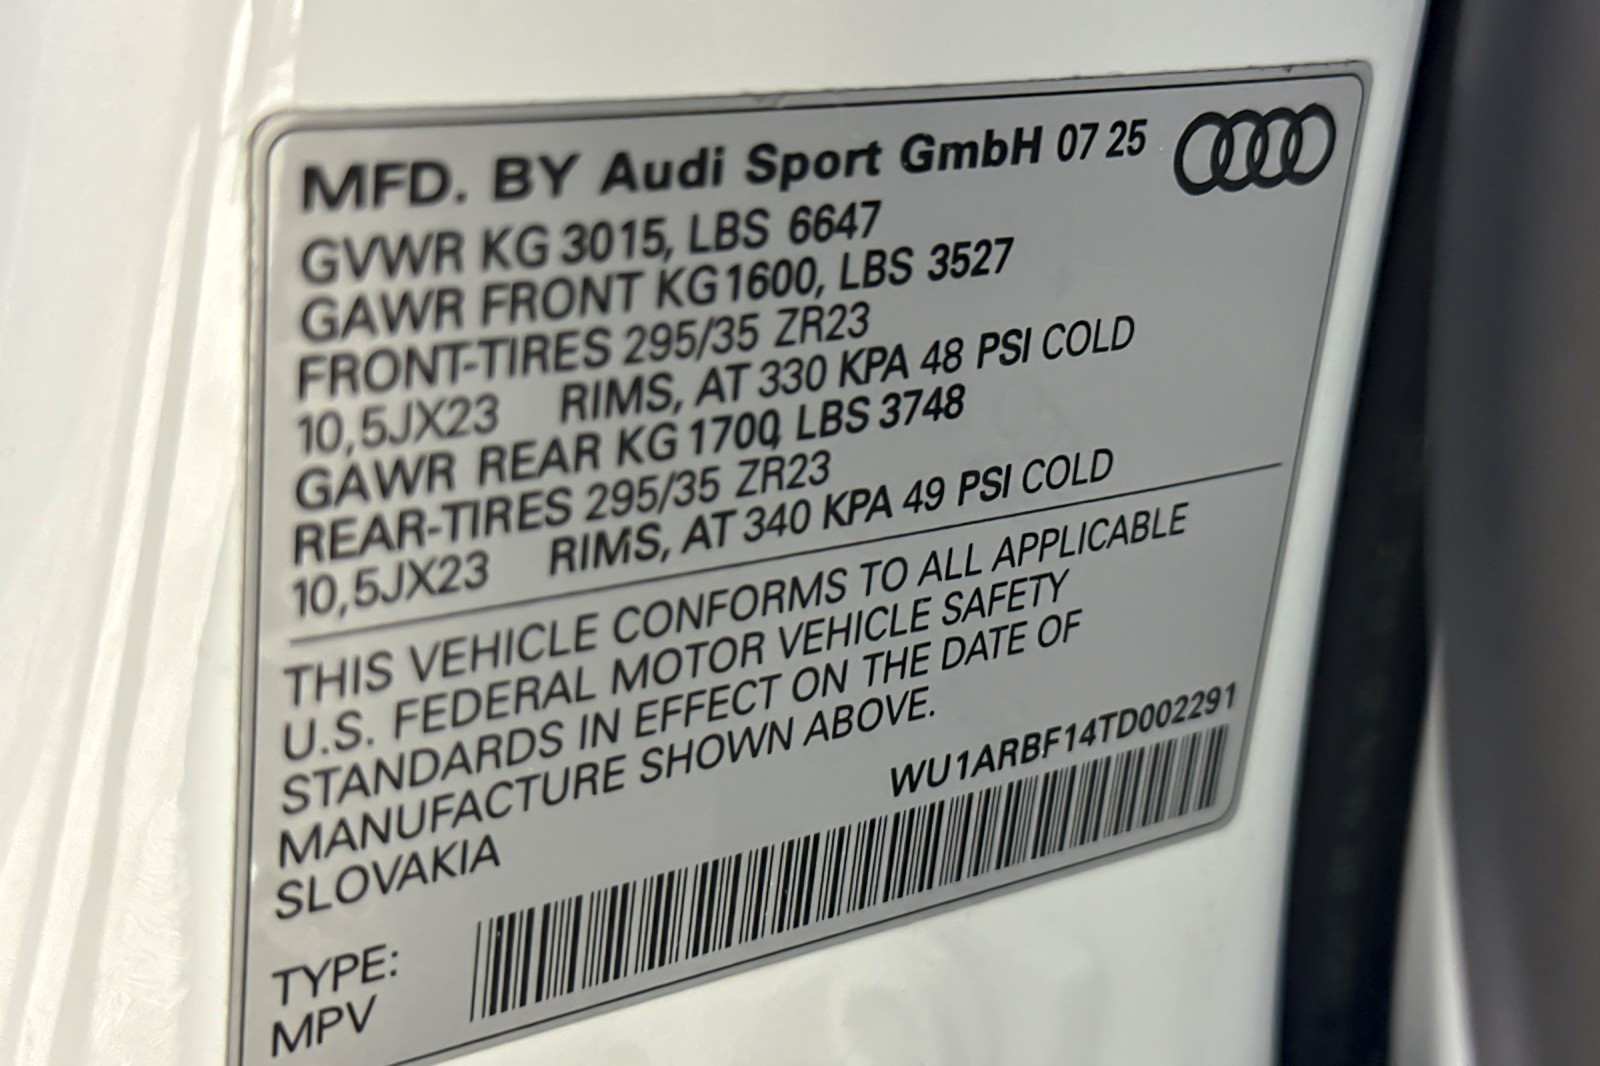 MFD. BY Audi Sport GmbH 07 25
GVWR KG 3015, LBS 6647
GAWR FRONT KG 1600, LBS 3527
FRONT-TIRES 295/35 ZR23
10,5JX23 RIMS, AT 330 KPA 48 PSI COLD
GAWR REAR KG 1700, LBS 3748
REAR-TIRES 295/35 ZR23
10,5JX23 RIMS, AT 340 KPA 49 PSI COLD
THIS VEHICLE CONFORMS TO ALL APPLICABLE
U.S. FEDERAL MOTOR VEHICLE SAFETY
STANDARDS IN EFFECT ON THE DATE OF
MANUFACTURE SHOWN ABOVE.
SLOVAKIA
WU1ARBF14TD002291
TYPE:
MPV